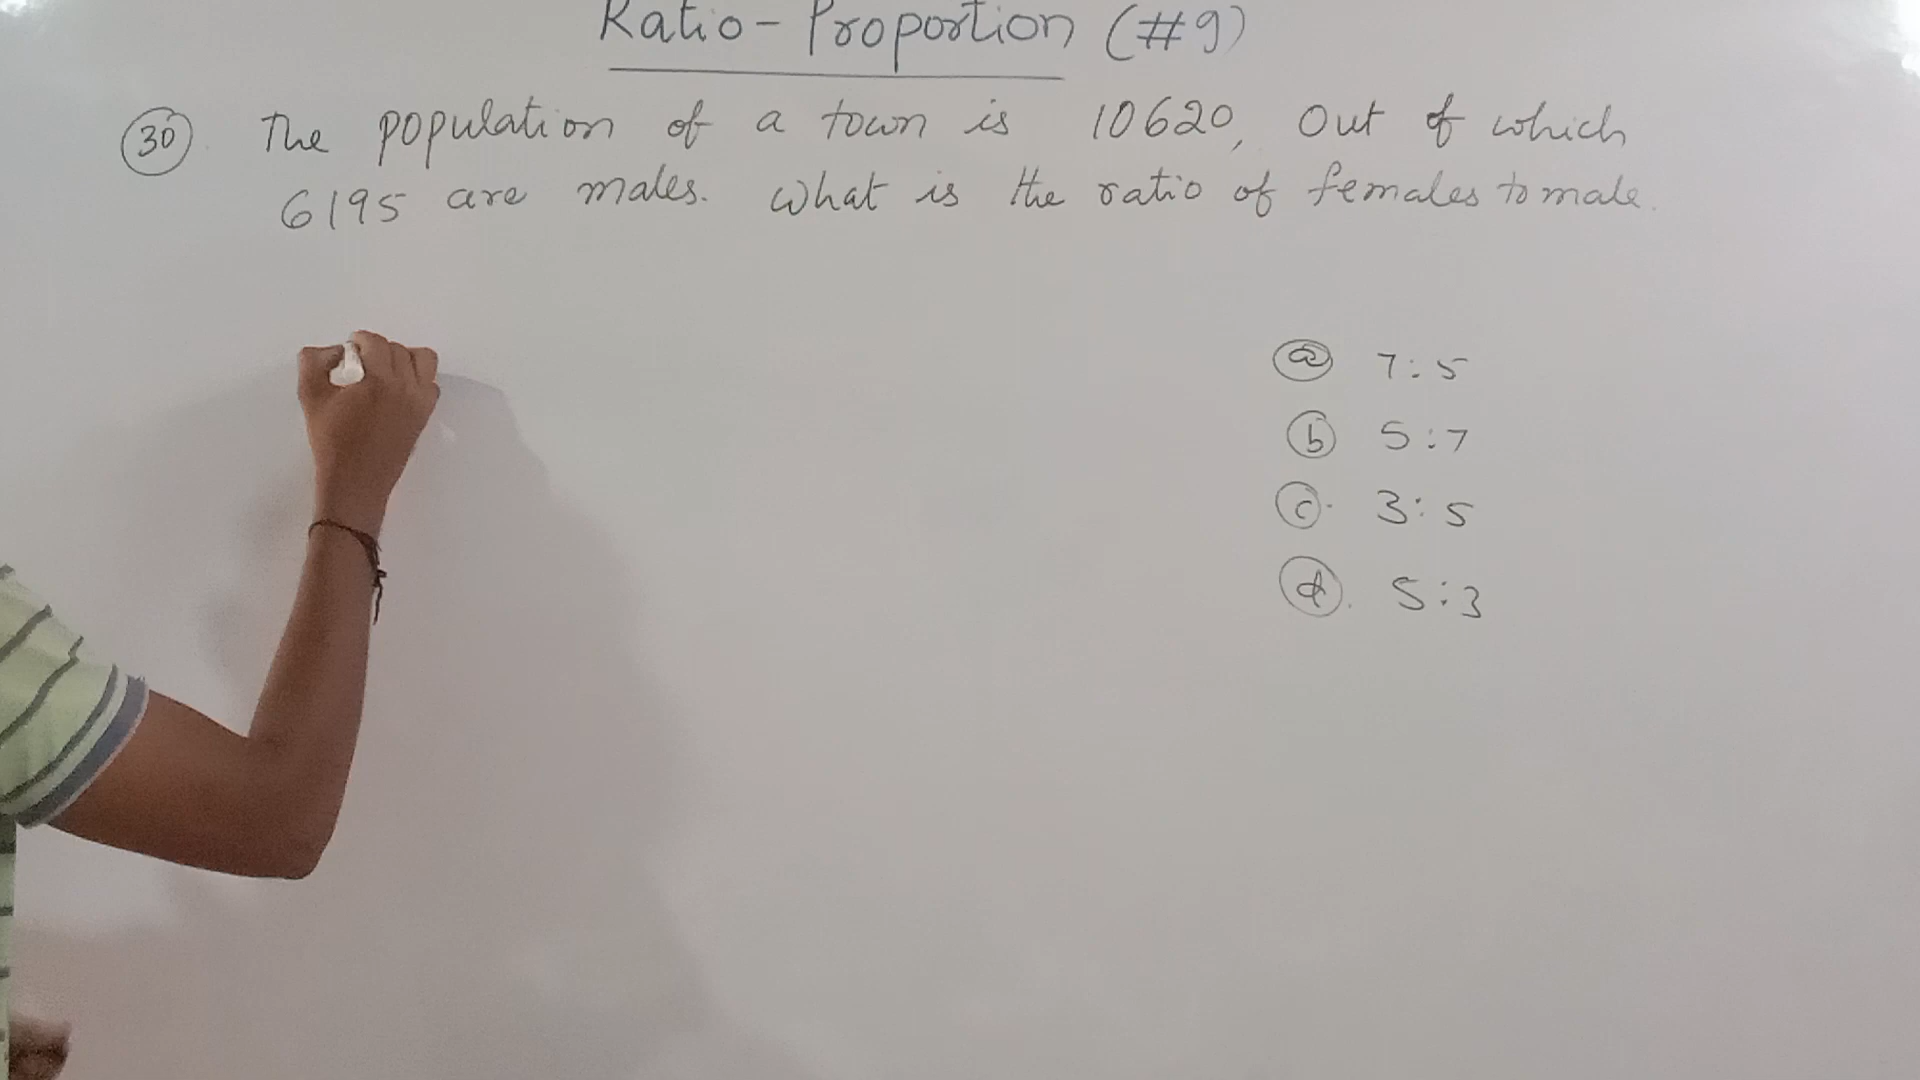 Ratio - Proportion (#9)
30 The population of a town is 10620, Out of which
6195 are males. What is the ratio of females to male.
a 7:5
b 5:7
c. 3:5
d. 5:3